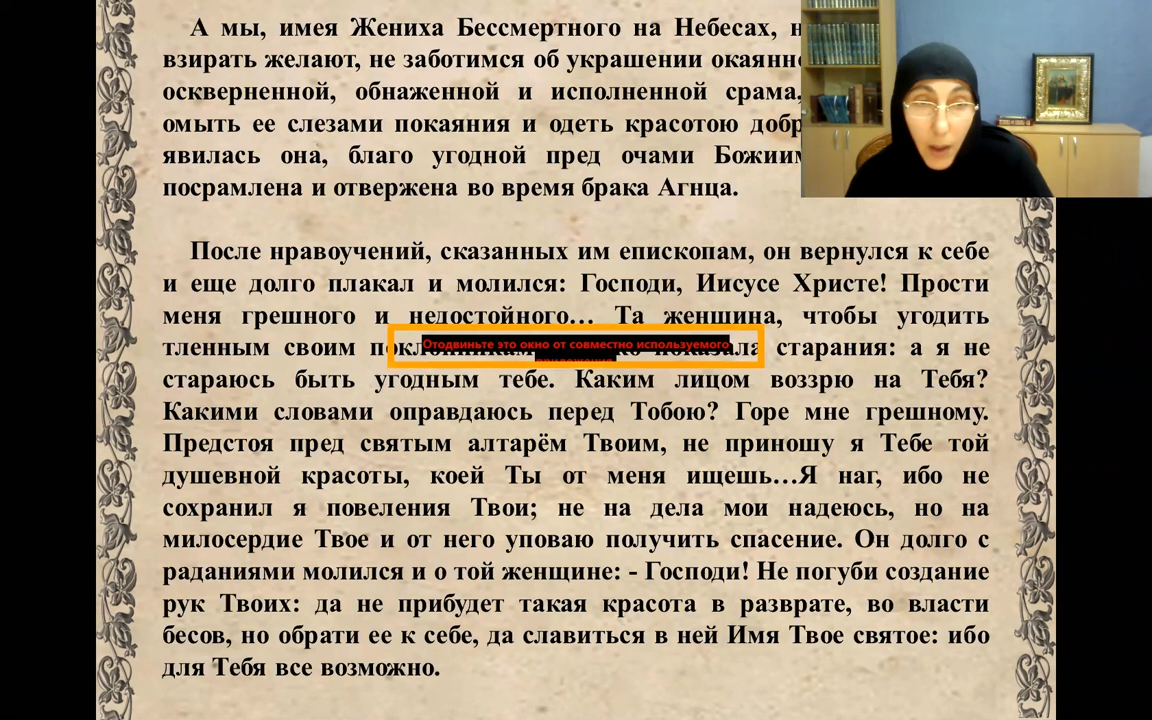 А мы, имея Жениха Бессмертного на Небесах,
взирать желают, не заботимся об украшении
оскверненной, обнаженной и исполненной срама,
омыть ее слезами покаяния и одеть красотою
явилась она, благо угодной пред очами
посрамлена и отвержена во время брака Агнца.
После нравоучений, сказанных им епископам, он вернулся к себе
и еще долго плакал и молился: Господи, Иисусе Христе! Прости
меня грешного и недостойного… Та женщина, чтобы угодить
тленным своим старания: а я не
Отодвиньте это окно от совместно используемого
стараюсь быть угодным тебе. Каким лицом воззрю на Тебя?
Какими словами оправдаюсь перед Тобою? Горе мне грешному.
Предстоя пред святым алтарём Твоим, не приношу я Тебе той
душевной красоты, коей Ты от меня ищешь…Я наг, ибо не
сохранил я повеления Твои; не на дела мои надеюсь, но на
милосердие Твое и от него уповаю получить спасение. Он долго с
раданиями молился и о той женщине: - Господи! Не погуби создание
рук Твоих: да не прибудет такая красота в разврате, во власти
бесов, но обрати ее к себе, да славиться в ней Имя Твое святое: ибо
для Тебя все возможно.